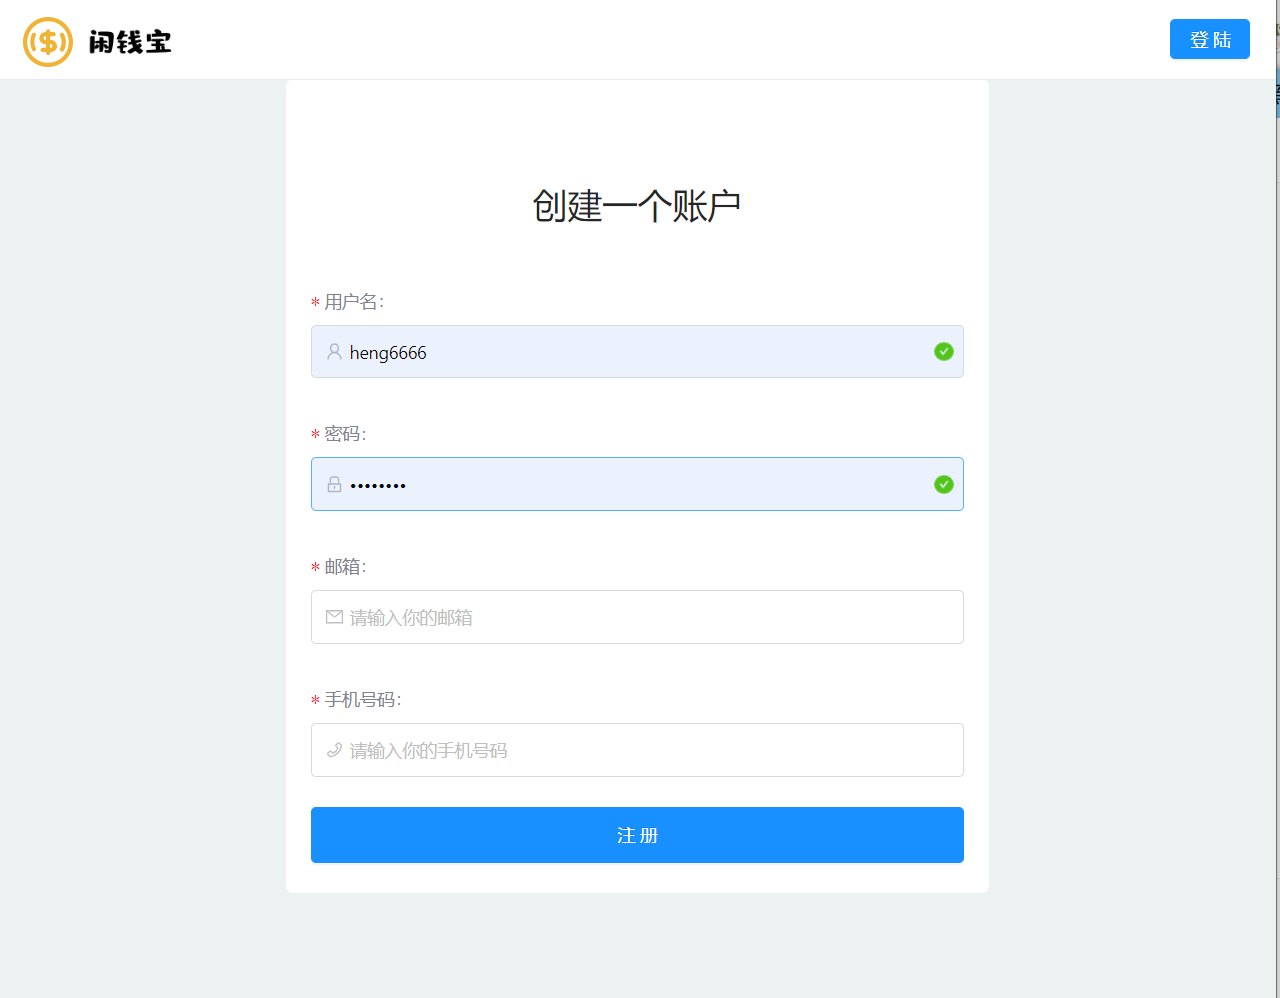 闲钱宝
登陆
创建一个账户
* 用户名:
heng6666
* 密码:
••••••••
* 邮箱:
请输入你的邮箱
* 手机号码:
请输入你的手机号码
注册